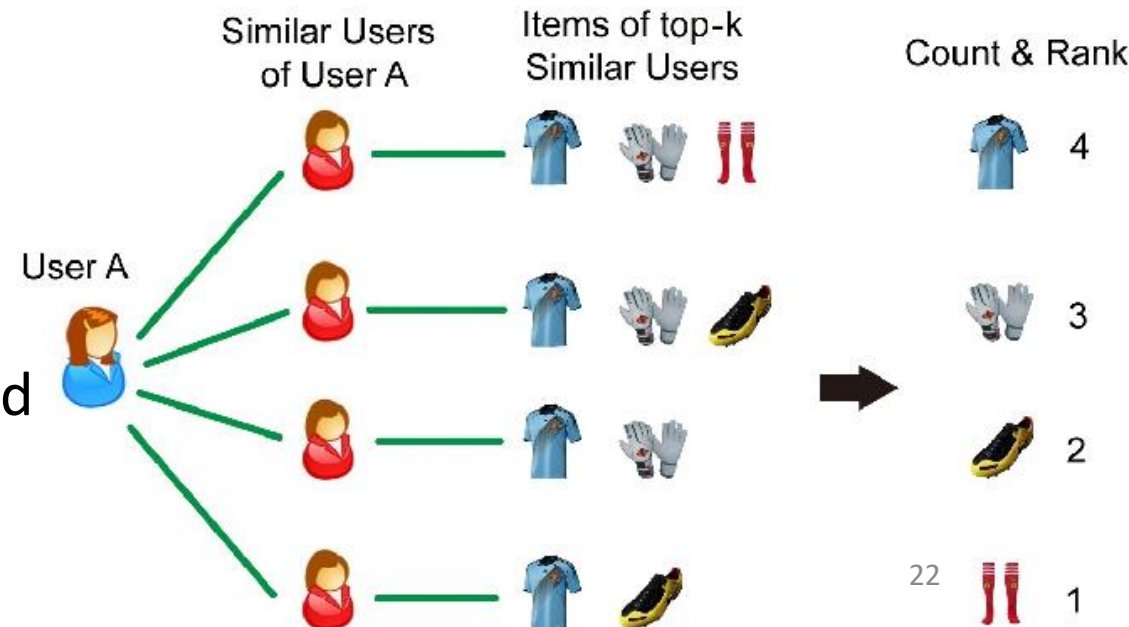 Similar Users
of User A
Items of top-k
Similar Users
Count & Rank
4
User A
3
d
2
22
1